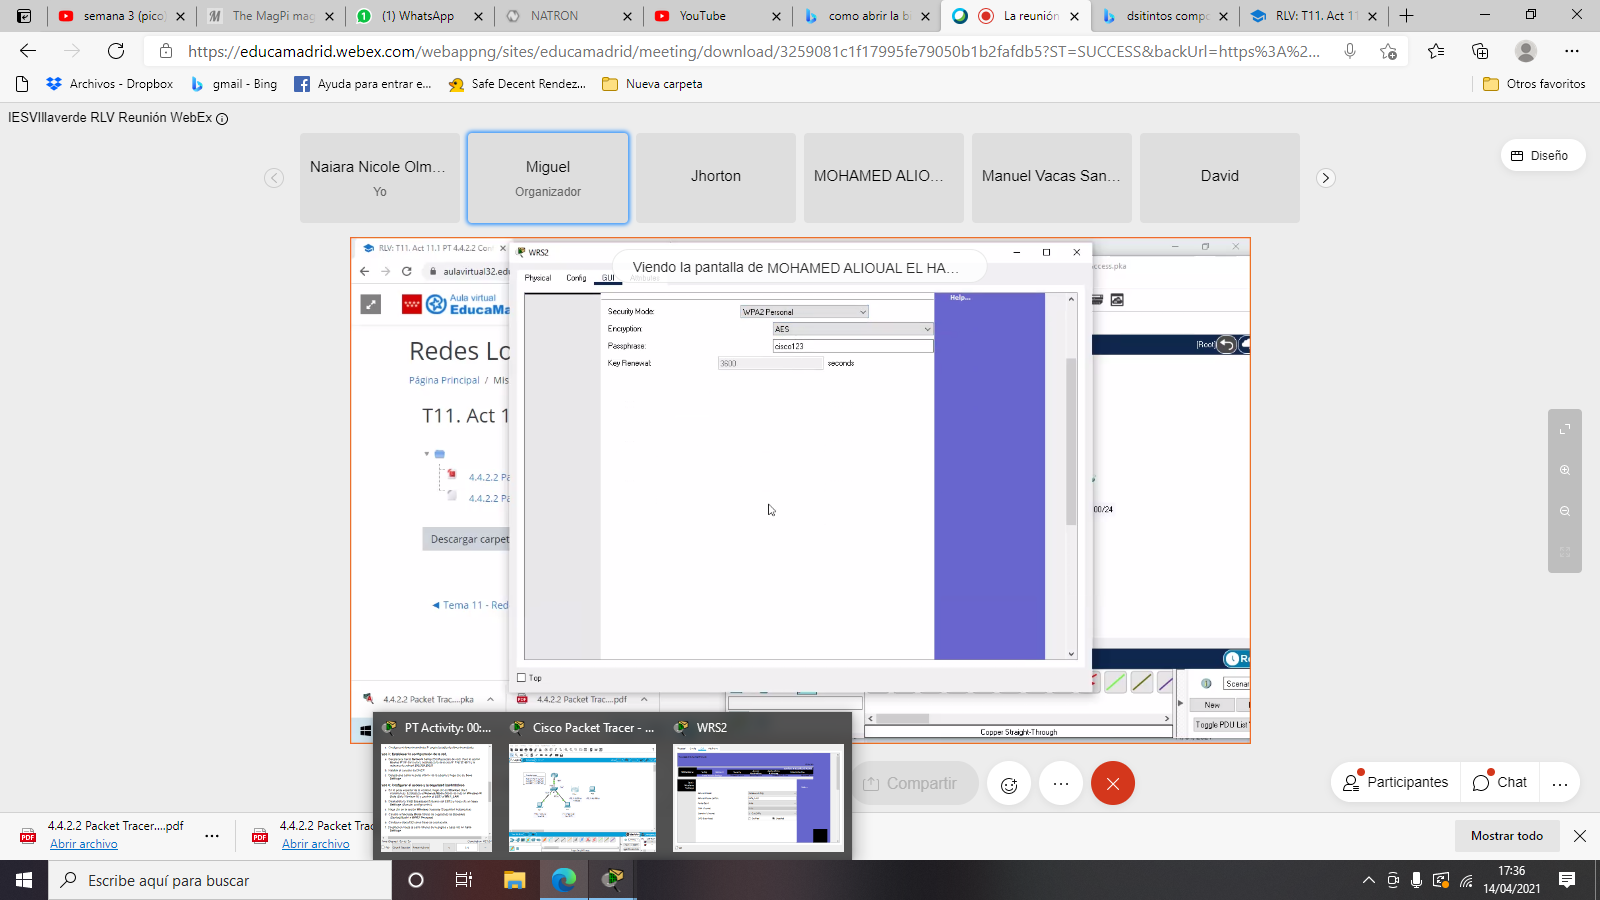 semana 3 (pico)
The MagPi mag
(1) WhatsApp
NATRON
YouTube
como abrir la b
La reunión
dsitintos compo
RLV: T11. Act 11
https://educamadrid.webex.com/webappng/sites/educamadrid/meeting/download/3259081c1f17995fe79050b1b2fafdb5?ST=SUCCESS&backUrl=https%3A%2...
Archivos - Dropbox
gmail - Bing
Ayuda para entrar e...
Safe Decent Rendez...
Nueva carpeta
Otros favoritos
IESVIllaverde RLV Reunión WebEx
Naiara Nicole Olm...
Yo
Miguel
Organizador
Jhorton
MOHAMED ALIO...
Manuel Vacas San...
David
Diseño
RLV: T11. Act 11.1 PT 4.4.2.2 Con
WRS2
Viendo la pantalla de MOHAMED ALIOUAL EL HA...
aulavirtual32.edu
Physical
Config
GUI
Attributes
Access.pka
Aula virtual
EducaMa
Help...
Security Mode:
WPA2 Personal
Encryption:
AES
Passphrase:
cisco123
Key Renewal:
3600
seconds
[Root]
Redes Lo
Página Principal / Mis
T11. Act 1
4.4.2.2 Pa
4.4.2.2 Pa
00/24
Descargar carpet
Tema 11 - Red
Top
4.4.2.2 Packet Trac....pka
4.4.2.2 Packet Trac....pdf
Scenar
New
Toggle PDU List
Copper Straight-Through
PT Activity: 00:...
Cisco Packet Tracer - ...
WRS2
Compartir
Participantes
Chat
4.4.2.2 Packet Tracer....pdf
Abrir archivo
4.4.2.2 Packet Trac
Abrir archivo
Mostrar todo
Escribe aquí para buscar
17:36
14/04/2021